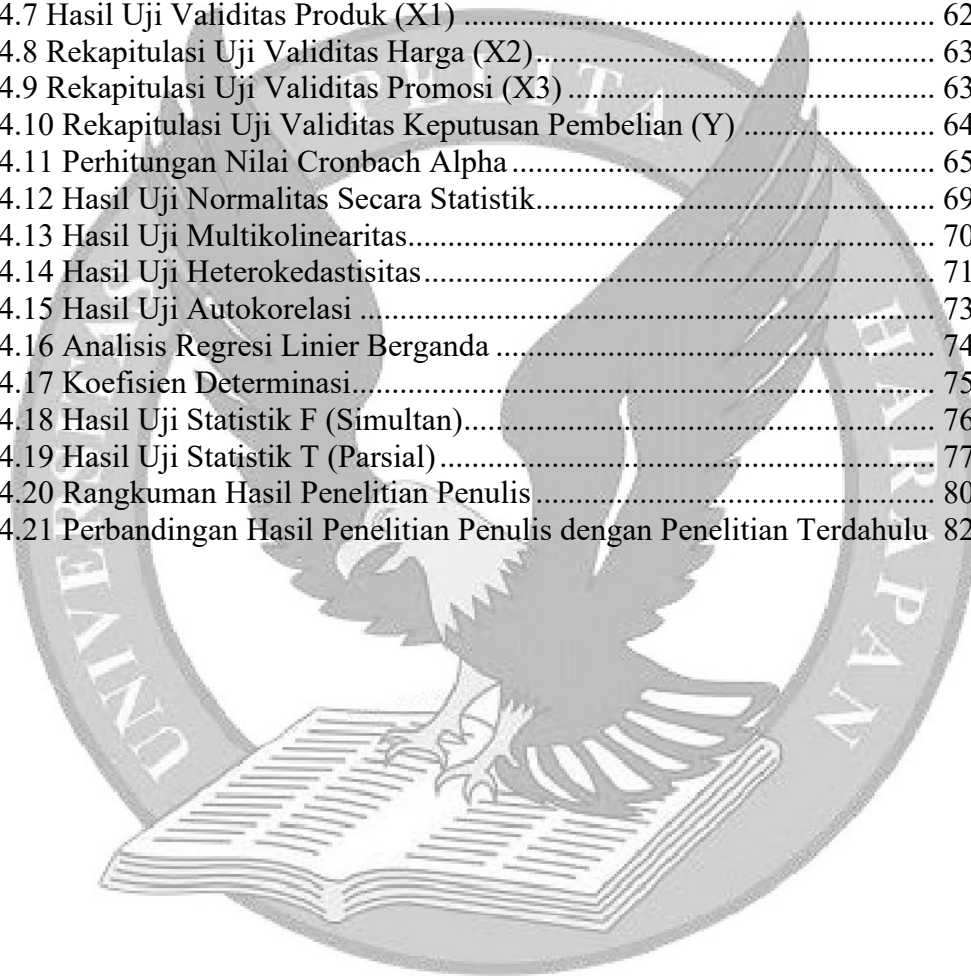 4.7 Hasil Uji Validitas Produk (X1)........................................................ 62
4.8 Rekapitulasi Uji Validitas Harga (X2).............................................. 63
4.9 Rekapitulasi Uji Validitas Promosi (X3) .......................................... 63
4.10 Rekapitulasi Uji Validitas Keputusan Pembelian (Y) ..................... 64
4.11 Perhitungan Nilai Cronbach Alpha................................................. 65
4.12 Hasil Uji Normalitas Secara Statistik.............................................. 69
4.13 Hasil Uji Multikolinearitas............................................................. 70
4.14 Hasil Uji Heterokedastisitas........................................................... 71
4.15 Hasil Uji Autokorelasi ................................................................... 73
4.16 Analisis Regresi Linier Berganda ................................................... 74
4.17 Koefisien Determinasi.................................................................... 75
4.18 Hasil Uji Statistik F (Simultan)....................................................... 76
4.19 Hasil Uji Statistik T (Parsial).......................................................... 77
4.20 Rangkuman Hasil Penelitian Penulis.............................................. 80
4.21 Perbandingan Hasil Penelitian Penulis dengan Penelitian Terdahulu 82
UNIVERSITAS PELITA HARAPAN